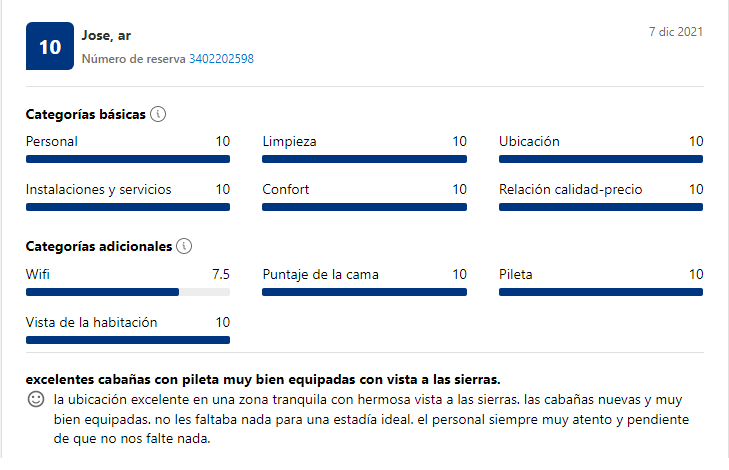 10
Jose, ar
7 dic 2021
Número de reserva 3402202598
Categorías básicas
Personal 10
Limpieza 10
Ubicación 10
Instalaciones y servicios 10
Confort 10
Relación calidad-precio 10
Categorías adicionales
Wifi 7.5
Puntaje de la cama 10
Pileta 10
Vista de la habitación 10
excelentes cabañas con pileta muy bien equipadas con vista a las sierras.
la ubicación excelente en una zona tranquila con hermosa vista a las sierras. las cabañas nuevas y muy
bien equipadas. no les faltaba nada para una estadía ideal. el personal siempre muy atento y pendiente
de que no nos falte nada.